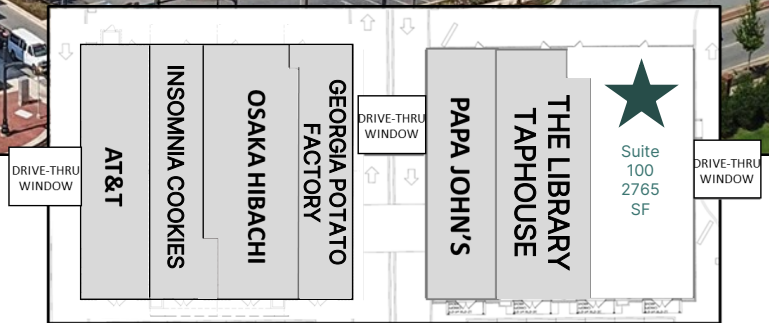 DRIVE-THRU
WINDOW
AT&T
INSOMNIA COOKIES
OSAKA HIBACHI
GEORGIA POTATO
FACTORY
DRIVE-THRU
WINDOW
PAPA JOHN'S
THE LIBRARY
TAPHOUSE
Suite
100
2765
SF
DRIVE-THRU
WINDOW